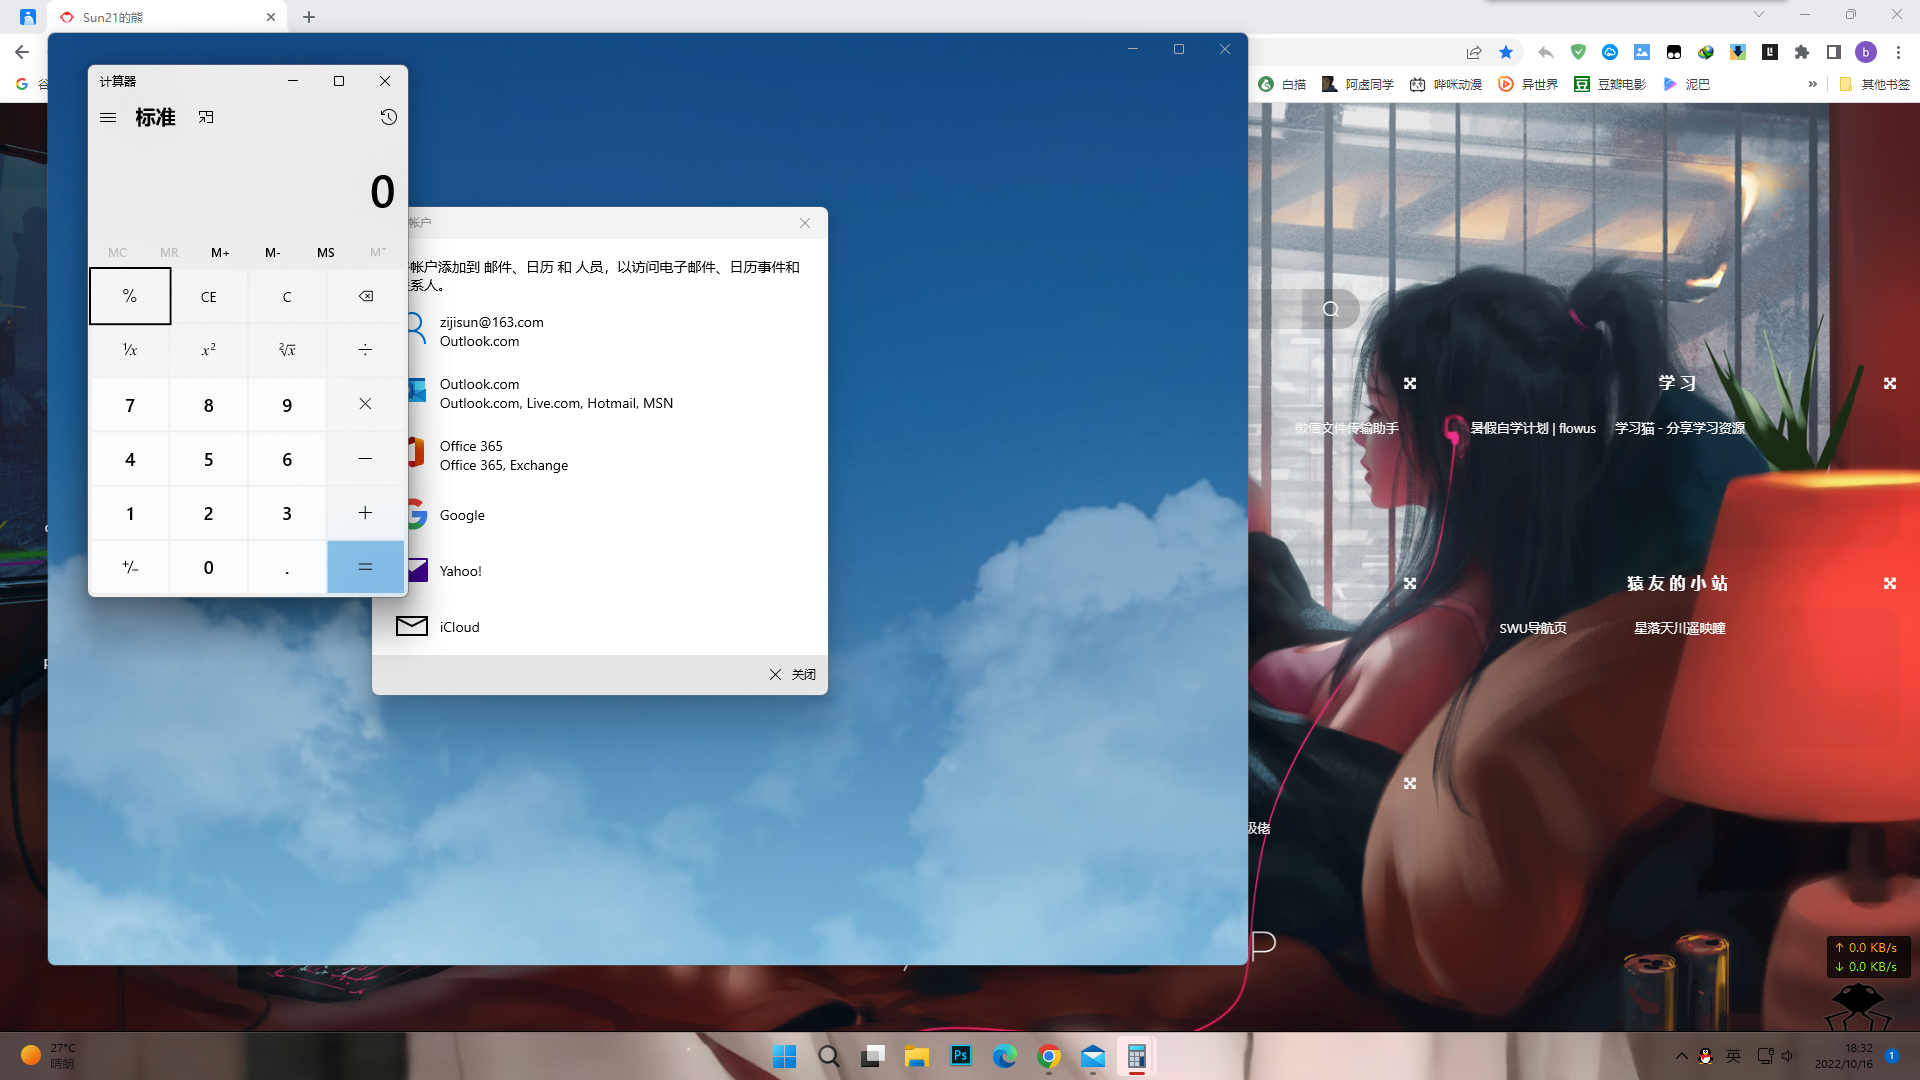 Sun21的熊
谷
白描
阿虚同学
哔咪动漫
异世界
豆瓣电影
泥巴
»
其他书签
计算器
标准
0
MC MR M+ M- MS M˅
% CE C
¹/x x² ²√x ÷
7 8 9 ×
4 5 6 −
1 2 3 +
+/− 0 . =
帐户
帐户添加到 邮件、日历 和 人员，以访问电子邮件、日历事件和
系人。
zijisun@163.com
Outlook.com
Outlook.com
Outlook.com, Live.com, Hotmail, MSN
Office 365
Office 365, Exchange
Google
Yahoo!
iCloud
关闭
学习
微信文件传输助手
暑假自学计划 | flowus
学习猫 - 分享学习资源
猿友的小站
SWU导航页
星落天川遥映瞳
P
↑ 0.0 KB/s
↓ 0.0 KB/s
27°C
晴朗
Ps
英
18:32
2022/10/16
1
b